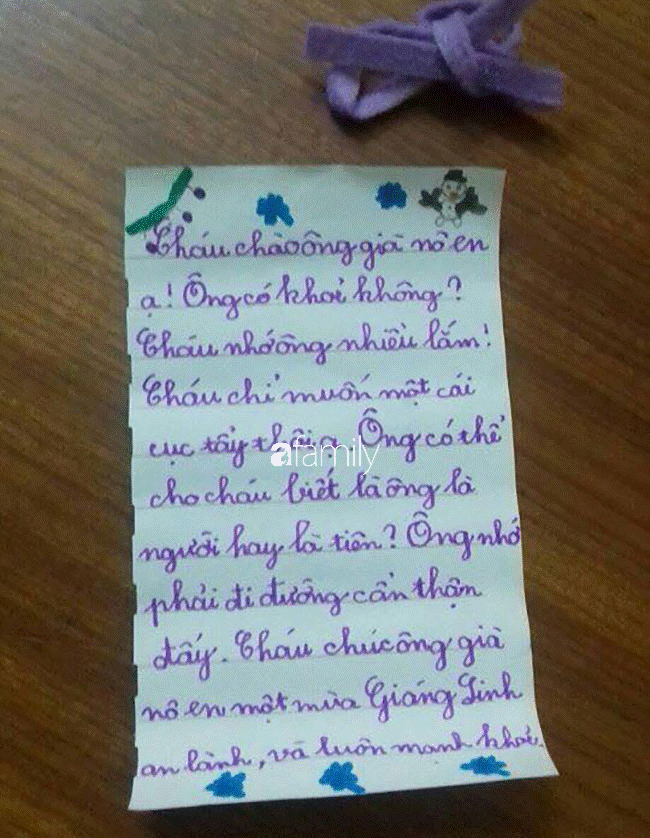 Cháu chào ông già nô en
ạ! Ông có khoẻ không?
Cháu nhớ ông nhiều lắm!
Cháu chỉ muốn một cái
cục tẩy thôi ạ. Ông có thể
afamily
cho cháu biết là ông là
người hay là tiên? Ông nhớ
phải đi đường cẩn thận
đấy. Cháu chúc ông già
nô en một mùa Giáng Sinh
an lành, và luôn mạnh khoẻ.